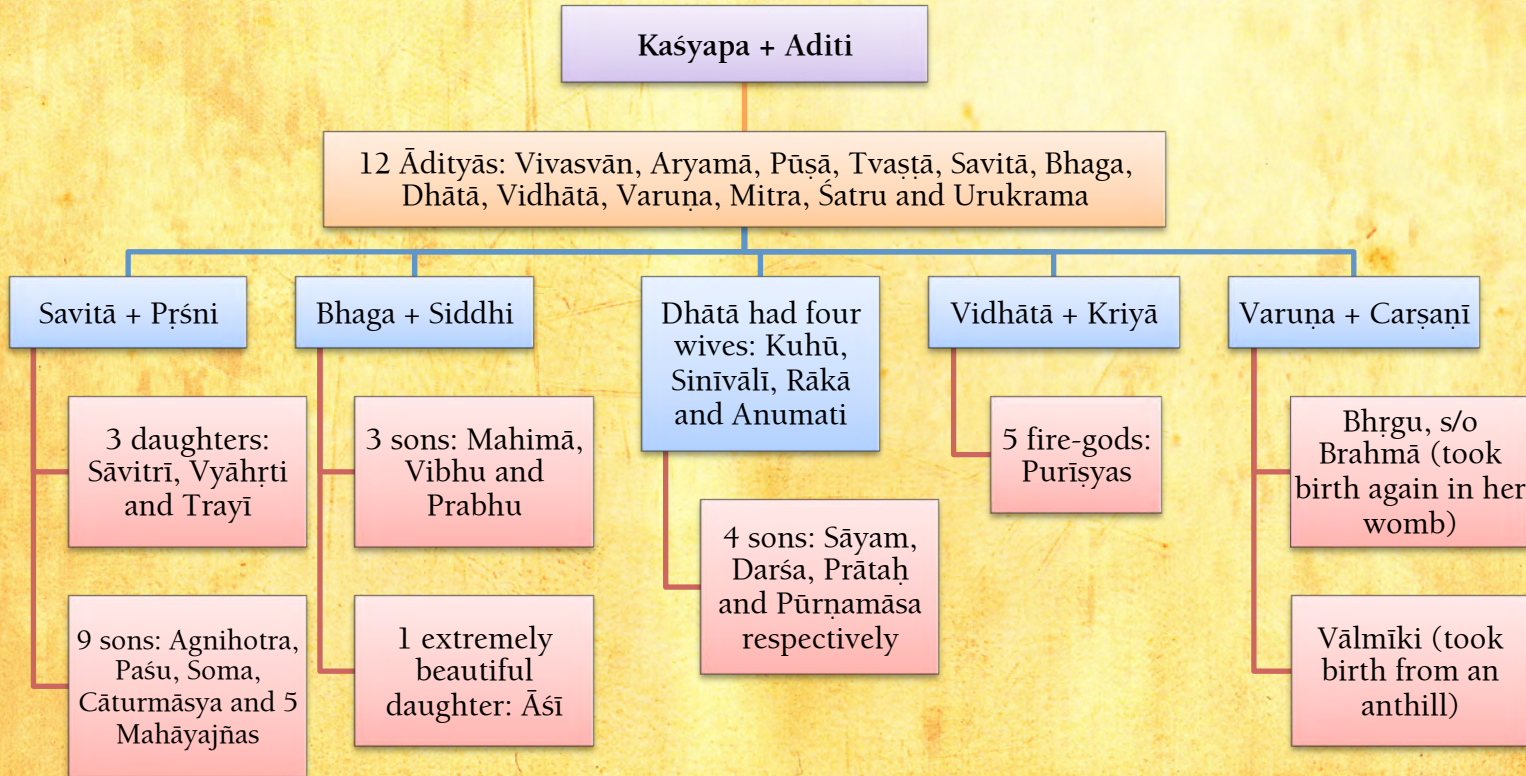 Kaśyapa + Aditi
12 Ādityās: Vivasvān, Aryamā, Pūṣā, Tvaṣṭā, Savitā, Bhaga,
Dhātā, Vidhātā, Varuṇa, Mitra, Śatru and Urukrama
Savitā + Pṛśni
3 daughters:
Sāvitrī, Vyāhṛti
and Trayī
9 sons: Agnihotra,
Paśu, Soma,
Cāturmāsya and 5
Mahāyajñas
Bhaga + Siddhi
3 sons: Mahimā,
Vibhu and
Prabhu
1 extremely
beautiful
daughter: Āśī
Dhātā had four
wives: Kuhū,
Sinīvālī, Rākā
and Anumati
4 sons: Sāyam,
Darśa, Prātaḥ
and Pūrṇamāsa
respectively
Vidhātā + Kriyā
5 fire-gods:
Purīṣyas
Varuṇa + Carṣaṇī
Bhṛgu, s/o
Brahmā (took
birth again in her
womb)
Vālmīki (took
birth from an
anthill)